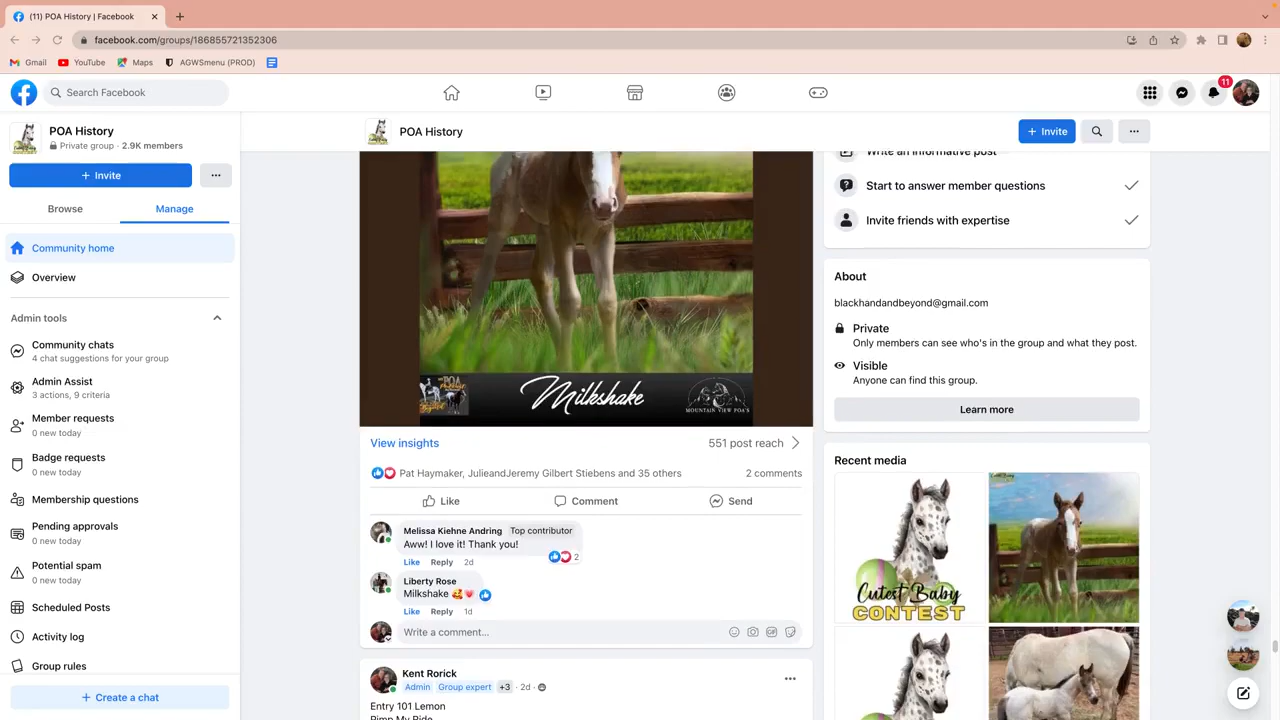 (11) POA History | Facebook
facebook.com/groups/186855721352306
Gmail
YouTube
Maps
AGWSmenu (PROD)
Search Facebook
11
POA History
Private group · 2.9K members
+ Invite
Browse
Manage
Community home
Overview
Admin tools
Community chats
4 chat suggestions for your group
Admin Assist
3 actions, 9 criteria
Member requests
0 new today
Badge requests
0 new today
Membership questions
Pending approvals
0 new today
Potential spam
0 new today
Scheduled Posts
Activity log
Group rules
+ Create a chat
POA History
+ Invite
Milkshake
MOUNTAIN VIEW POA'S
View insights
551 post reach
Pat Haymaker, JulieandJeremy Gilbert Stiebens and 35 others
2 comments
Like
Comment
Send
Melissa Kiehne Andring Top contributor
Aww! I love it! Thank you!
2
Like Reply 2d
Liberty Rose
Milkshake 🥰💗
Like Reply 1d
Write a comment...
GIF
Kent Rorick
Admin Group expert +3 · 2d ·
Entry 101 Lemon
Pimp My Ride
Write an informative post
Start to answer member questions
Invite friends with expertise
About
blackhandandbeyond@gmail.com
Private
Only members can see who's in the group and what they post.
Visible
Anyone can find this group.
Learn more
Recent media
Cutest Baby
CONTEST